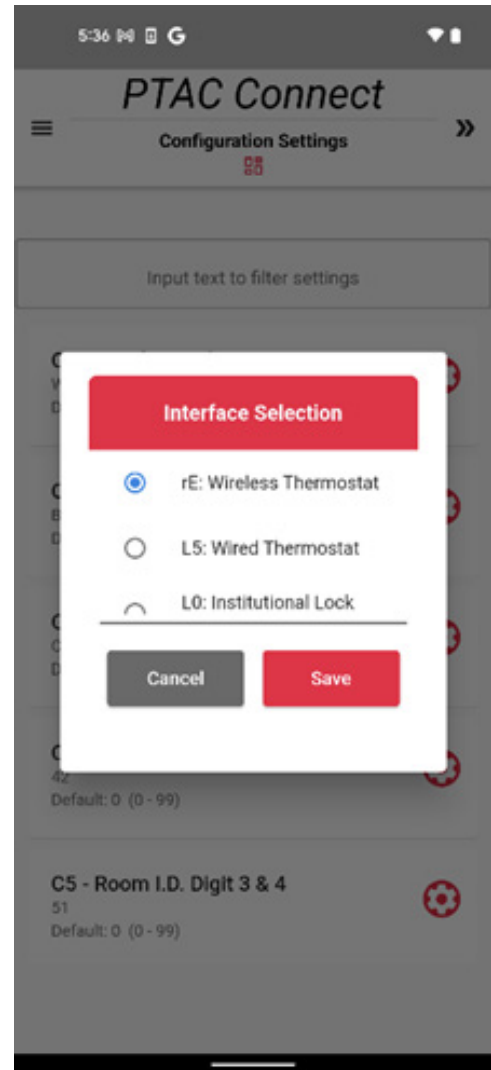 5:36
PTAC Connect
Configuration Settings
Input text to filter settings
Interface Selection
rE: Wireless Thermostat
L5: Wired Thermostat
L0: Institutional Lock
Cancel
Save
42
Default: 0 (0 - 99)
C5 - Room I.D. Digit 3 & 4
51
Default: 0 (0 - 99)